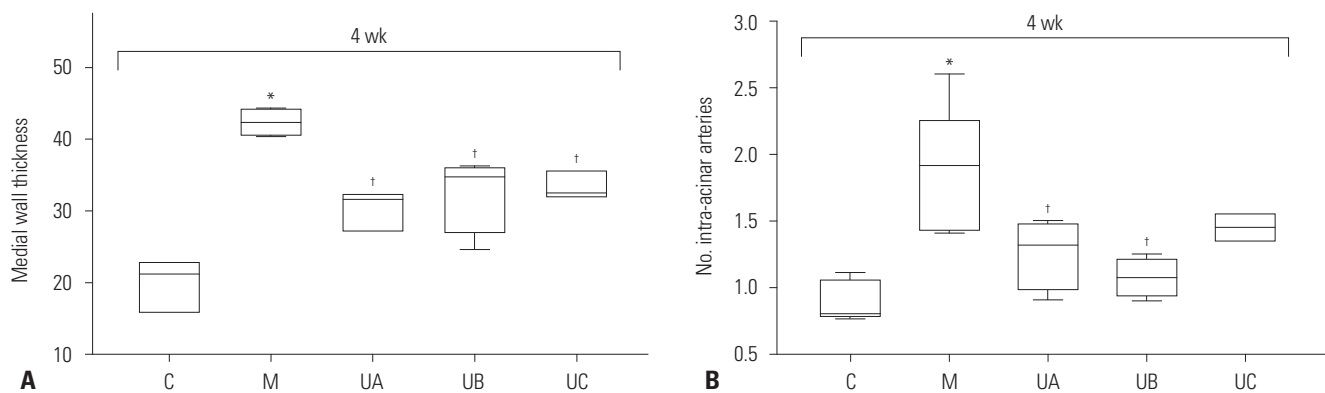 4 wk
Medial wall thickness
50
40
30
20
10
*
†
†
†
C M UA UB UC
A
4 wk
No. intra-acinar arteries
3.0
2.5
2.0
1.5
1.0
0.5
*
†
†
C M UA UB UC
B